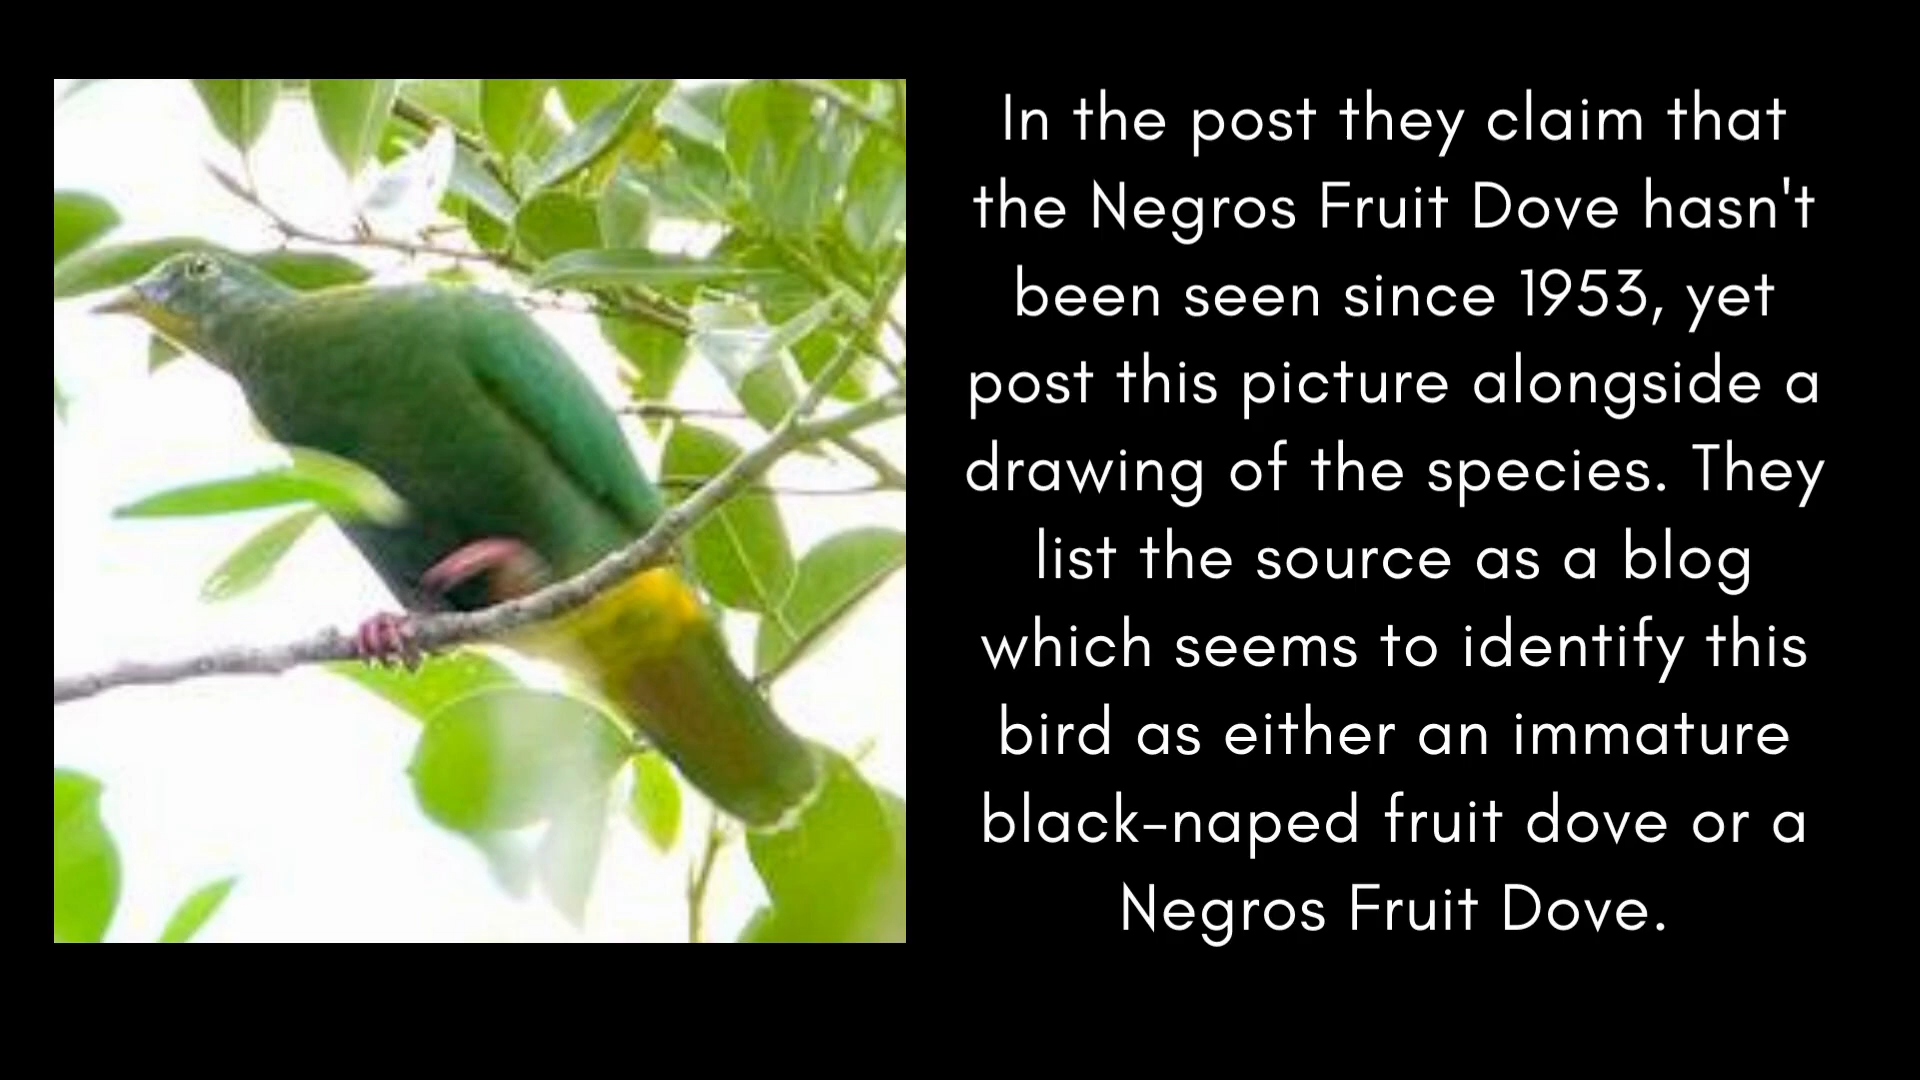 In the post they claim that
the Negros Fruit Dove hasn't
been seen since 1953, yet
post this picture alongside a
drawing of the species. They
list the source as a blog
which seems to identify this
bird as either an immature
black-naped fruit dove or a
Negros Fruit Dove.